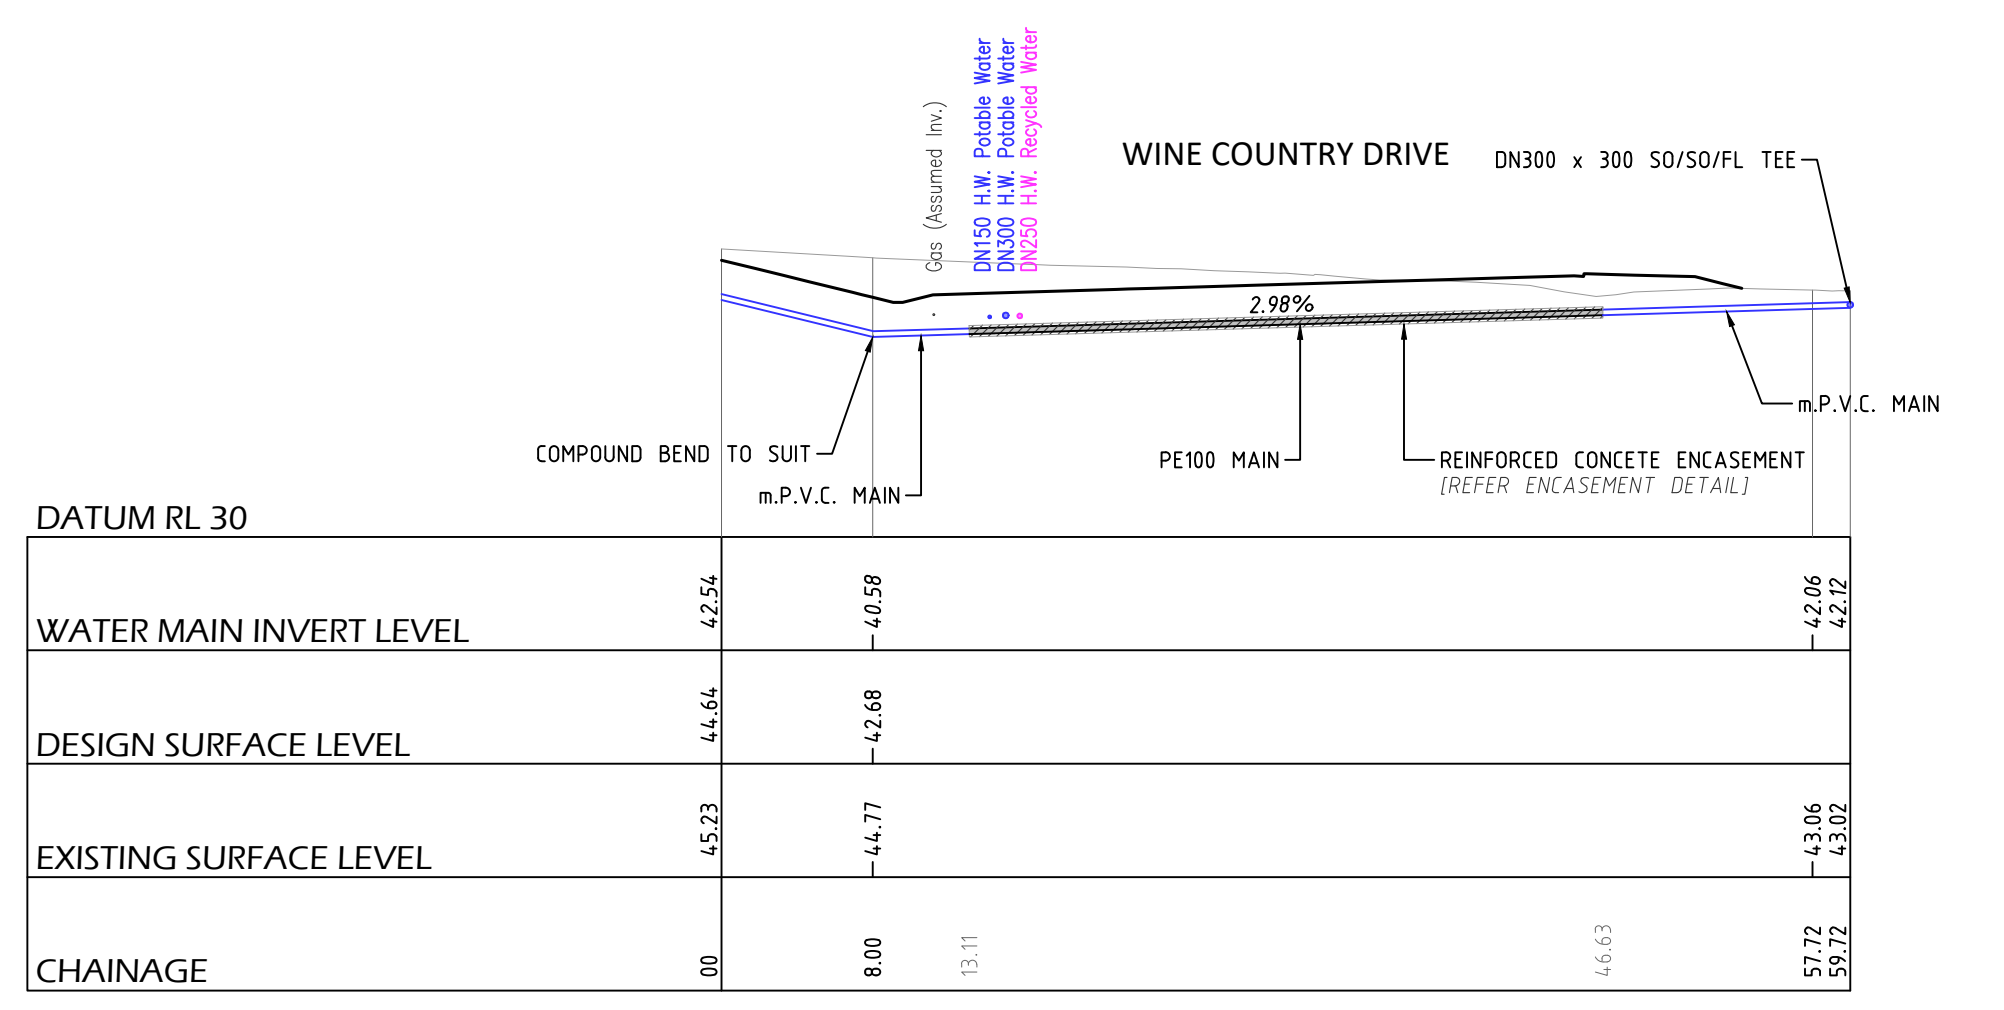 Gas (Assumed Inv.)
DN150 H.W. Potable Water
DN300 H.W. Potable Water
DN250 H.W. Recycled Water
WINE COUNTRY DRIVE
DN300 x 300 SO/SO/FL TEE
2.98%
m.P.V.C. MAIN
COMPOUND BEND TO SUIT
m.P.V.C. MAIN
PE100 MAIN
REINFORCED CONCETE ENCASEMENT
[REFER ENCASEMENT DETAIL]
DATUM RL 30
WATER MAIN INVERT LEVEL
42.54
40.58
42.06
42.12
DESIGN SURFACE LEVEL
44.64
42.68
EXISTING SURFACE LEVEL
45.23
44.77
43.06
43.02
CHAINAGE
00
8.00
13.11
46.63
57.72
59.72